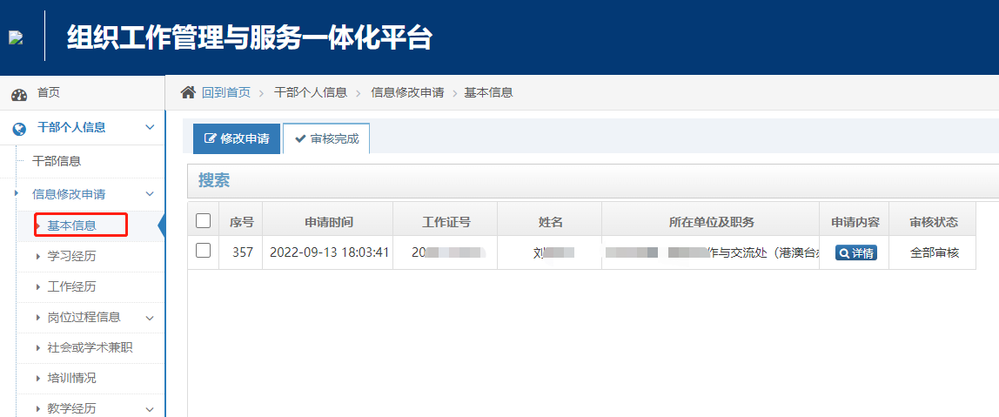 组织工作管理与服务一体化平台
首页
回到首页 > 干部个人信息 > 信息修改申请 > 基本信息
干部个人信息
修改申请 审核完成
干部信息
信息修改申请
搜索
基本信息
序号 申请时间 工作证号 姓名 所在单位及职务 申请内容 审核状态
357 2022-09-13 18:03:41 20 刘 作与交流处（港澳台 详情 全部审核
学习经历
工作经历
岗位过程信息
社会或学术兼职
培训情况
教学经历